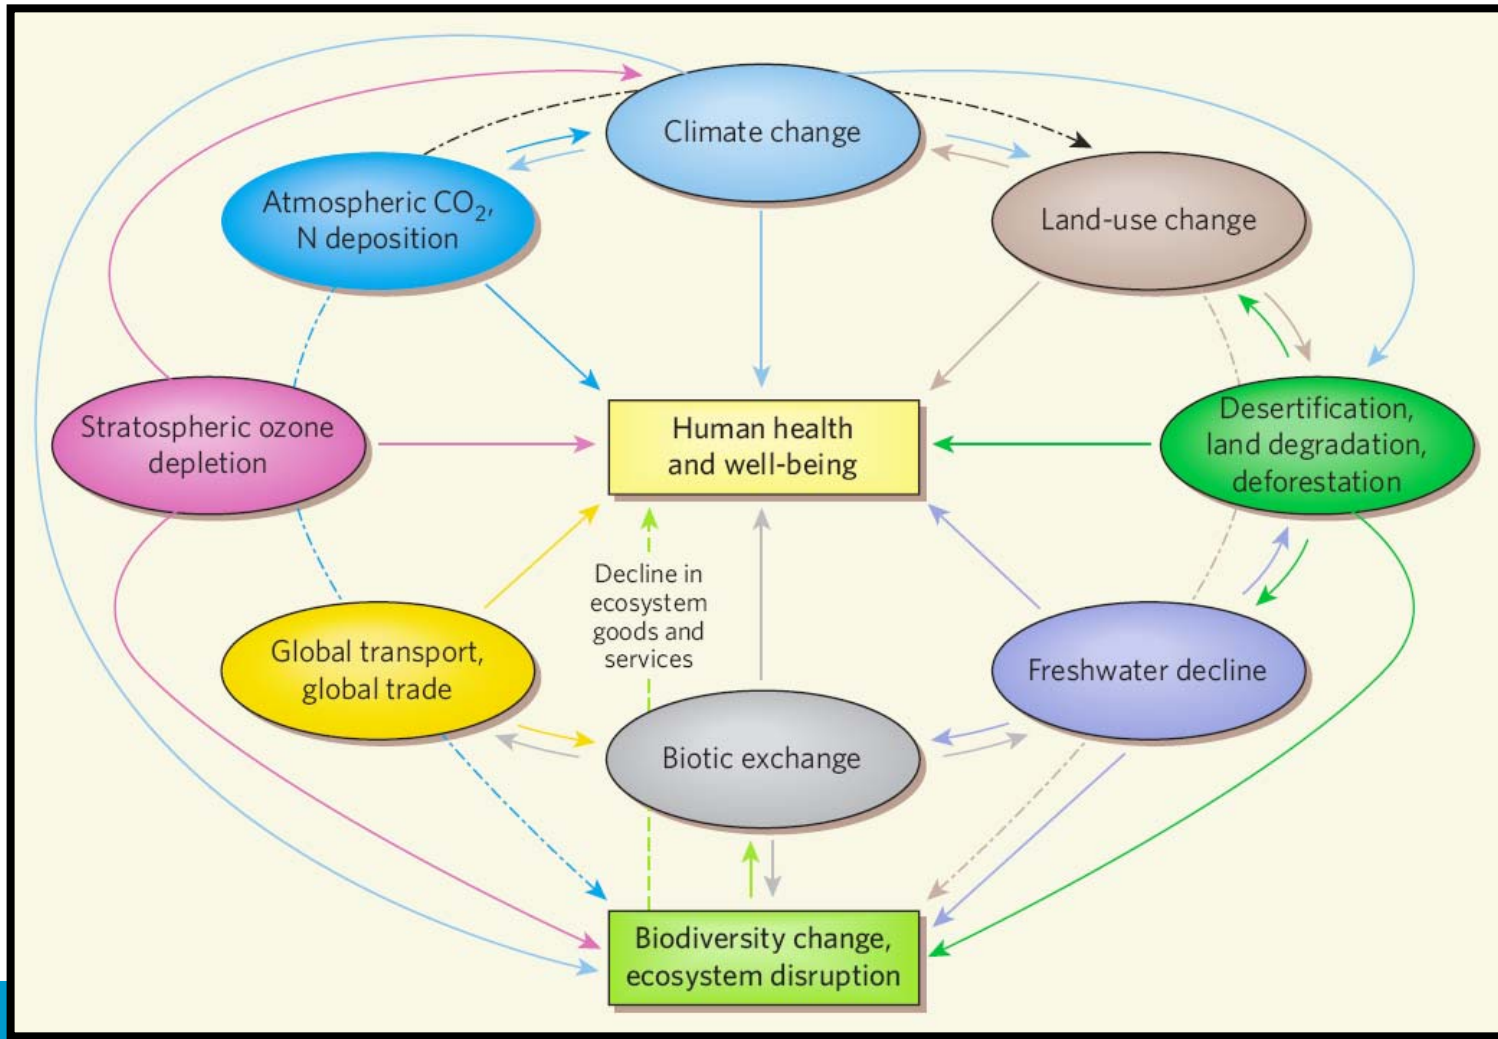 Climate change
Atmospheric CO₂,
N deposition
Land-use change
Stratospheric ozone
depletion
Human health
and well-being
Desertification,
land degradation,
deforestation
Decline in
ecosystem
goods and
services
Global transport,
global trade
Freshwater decline
Biotic exchange
Biodiversity change,
ecosystem disruption